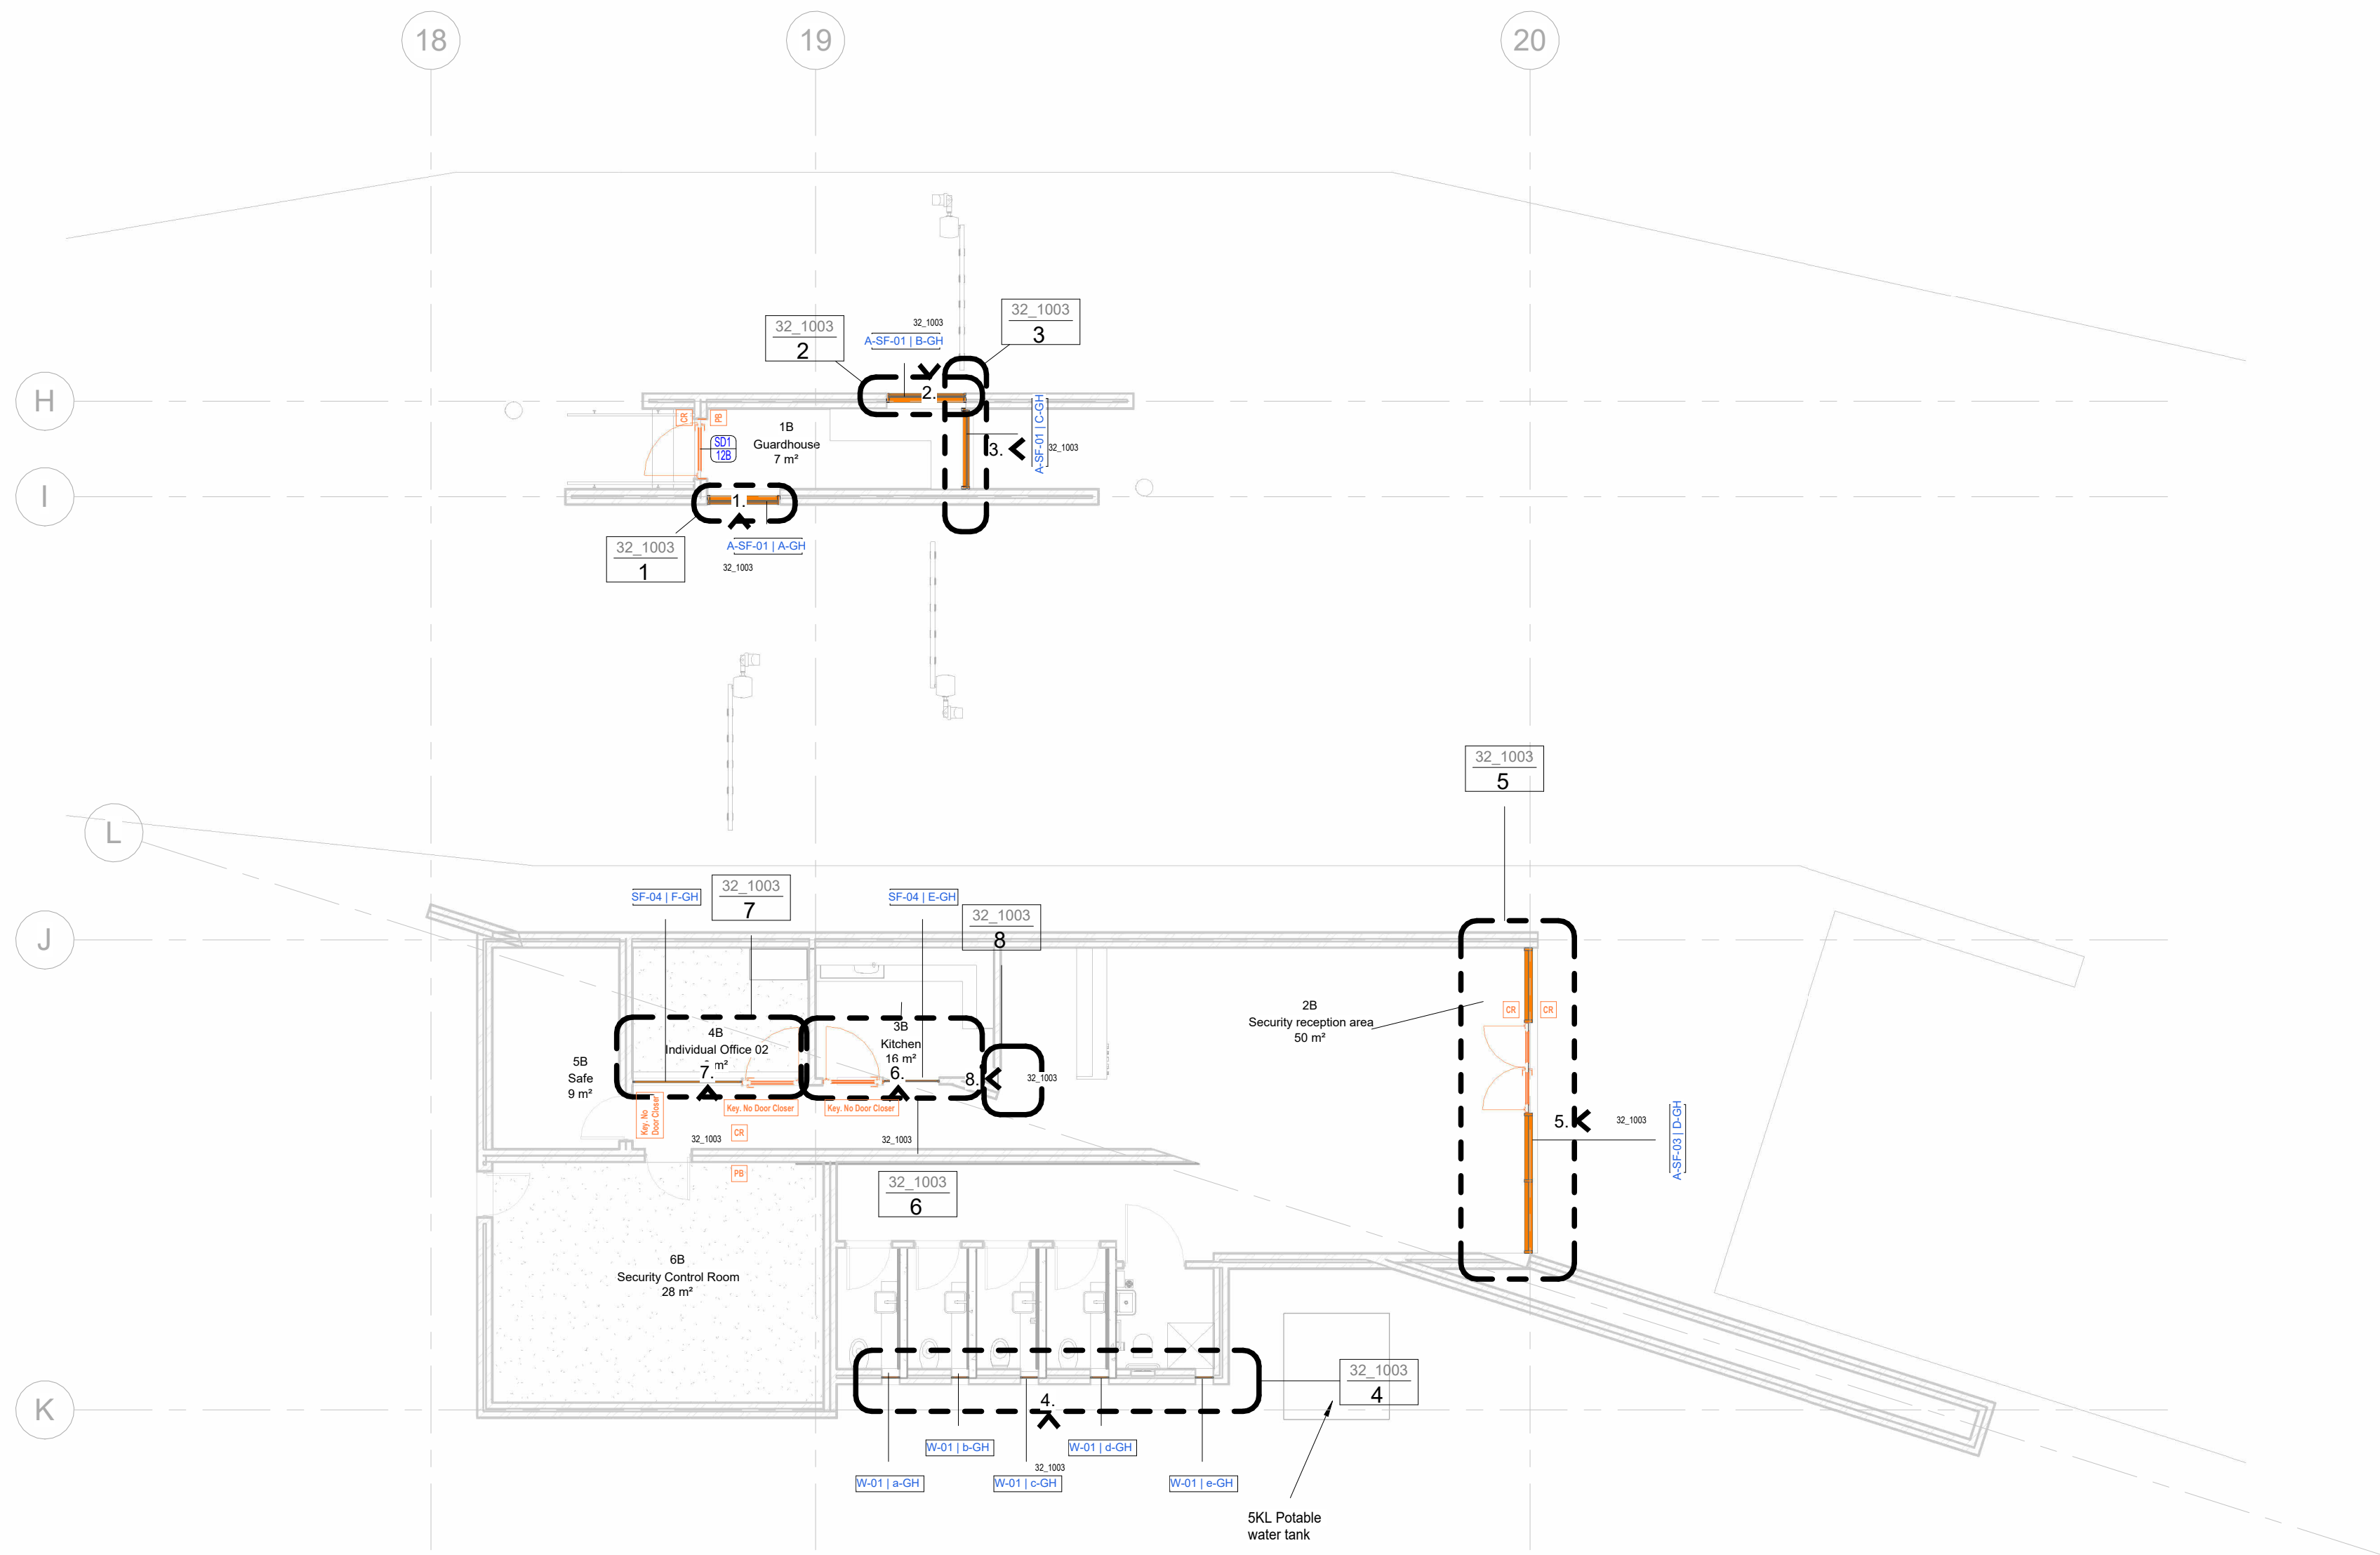 18
19
20
32_1003
3
32_1003
2
32_1003
A-SF-01 | B-GH
H
2.
CR
PB
1B
Guardhouse
7 m²
SD1
12B
3.
A-SF-01 | C-GH
32_1003
I
1.
32_1003
1
A-SF-01 | A-GH
32_1003
32_1003
5
L
32_1003
7
SF-04 | F-GH
SF-04 | E-GH
32_1003
8
J
2B
Security reception area
50 m²
CR
CR
4B
Individual Office 02
m²
7.
3B
Kitchen
16 m²
6.
5B
Safe
9 m²
8.
32_1003
Key. No
Door Closer
Key. No Door Closer
Key. No Door Closer
CR
32_1003
32_1003
5.
32_1003
A-SF-03 | D-GH
PB
32_1003
6
6B
Security Control Room
28 m²
32_1003
4
K
4.
W-01 | b-GH
W-01 | d-GH
32_1003
W-01 | a-GH
W-01 | c-GH
W-01 | e-GH
5KL Potable
water tank